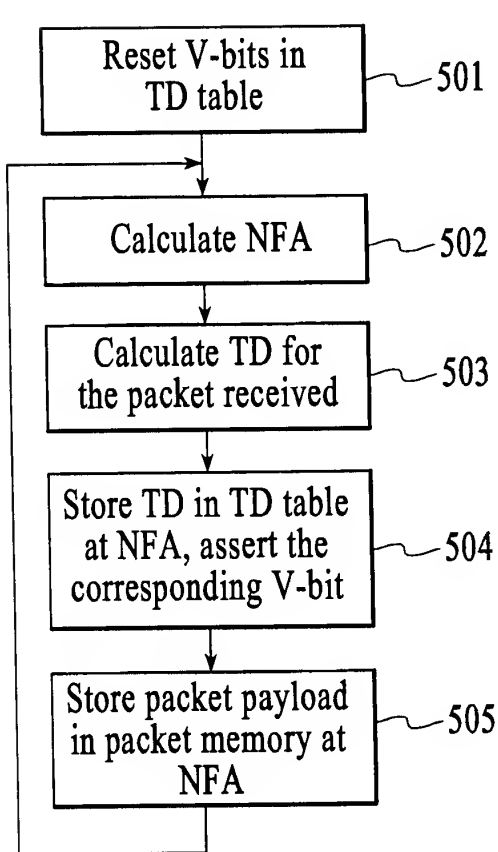 Reset V-bits in
TD table
501
Calculate NFA
502
Calculate TD for
the packet received
503
Store TD in TD table
at NFA, assert the
corresponding V-bit
504
Store packet payload
in packet memory at
NFA
505